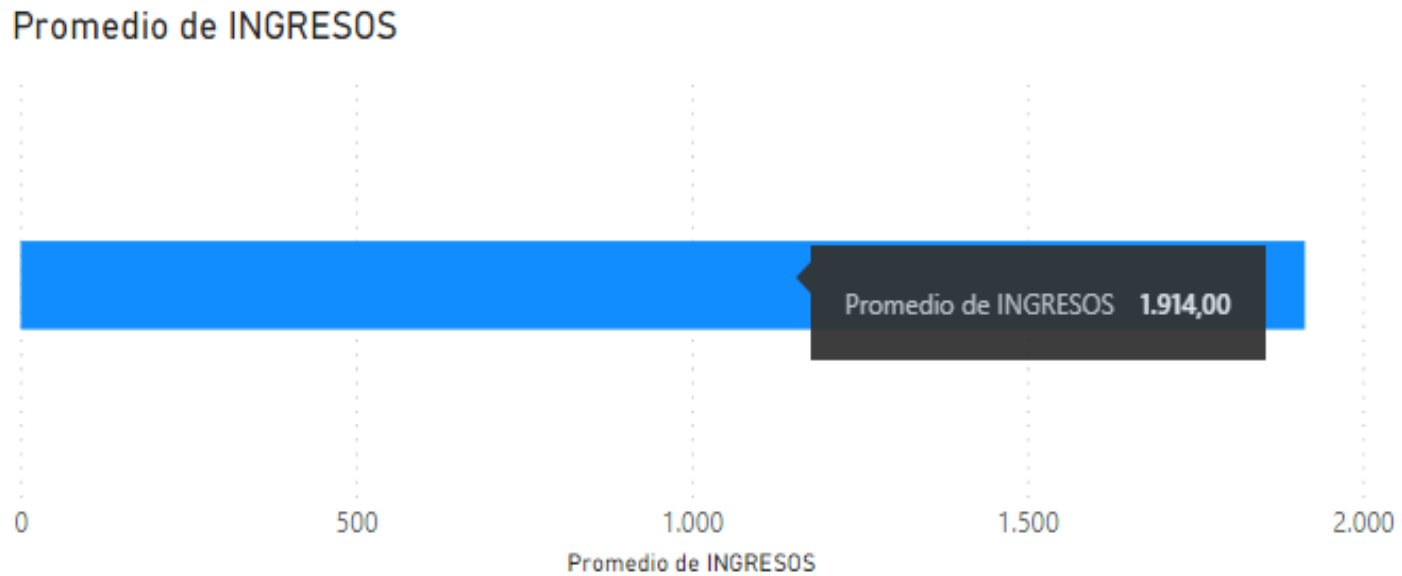 Promedio de INGRESOS
Promedio de INGRESOS 1.914,00
0 500 1.000 1.500 2.000
Promedio de INGRESOS